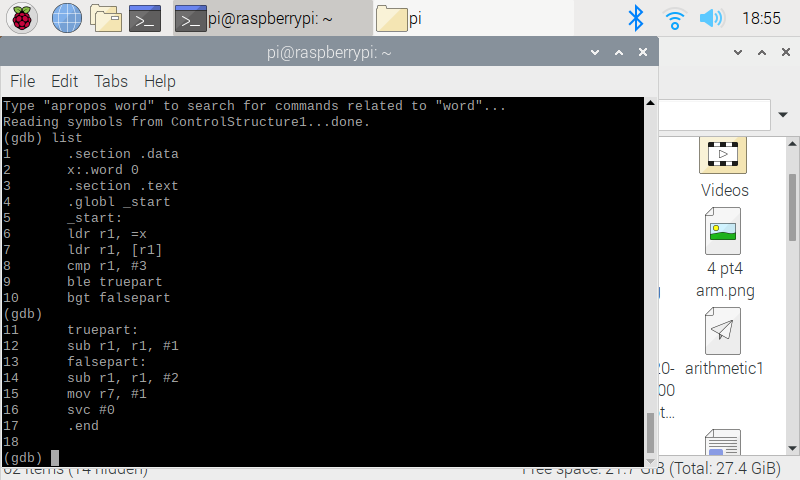 pi@raspberrypi: ~
pi
18:55
pi@raspberrypi: ~
File Edit Tabs Help
Type "apropos word" to search for commands related to "word"...
Reading symbols from ControlStructure1...done.
(gdb) list
1 .section .data
2 x:.word 0
3 .section .text
4 .globl _start
5 _start:
6 ldr r1, =x
7 ldr r1, [r1]
8 cmp r1, #3
9 ble truepart
10 bgt falsepart
(gdb)
11 truepart:
12 sub r1, r1, #1
13 falsepart:
14 sub r1, r1, #2
15 mov r7, #1
16 svc #0
17 .end
18
(gdb)
Videos
4 pt4
arm.png
arithmetic1
62 items (14 hidden)
Free space: 21.7 GiB (Total: 27.4 GiB)